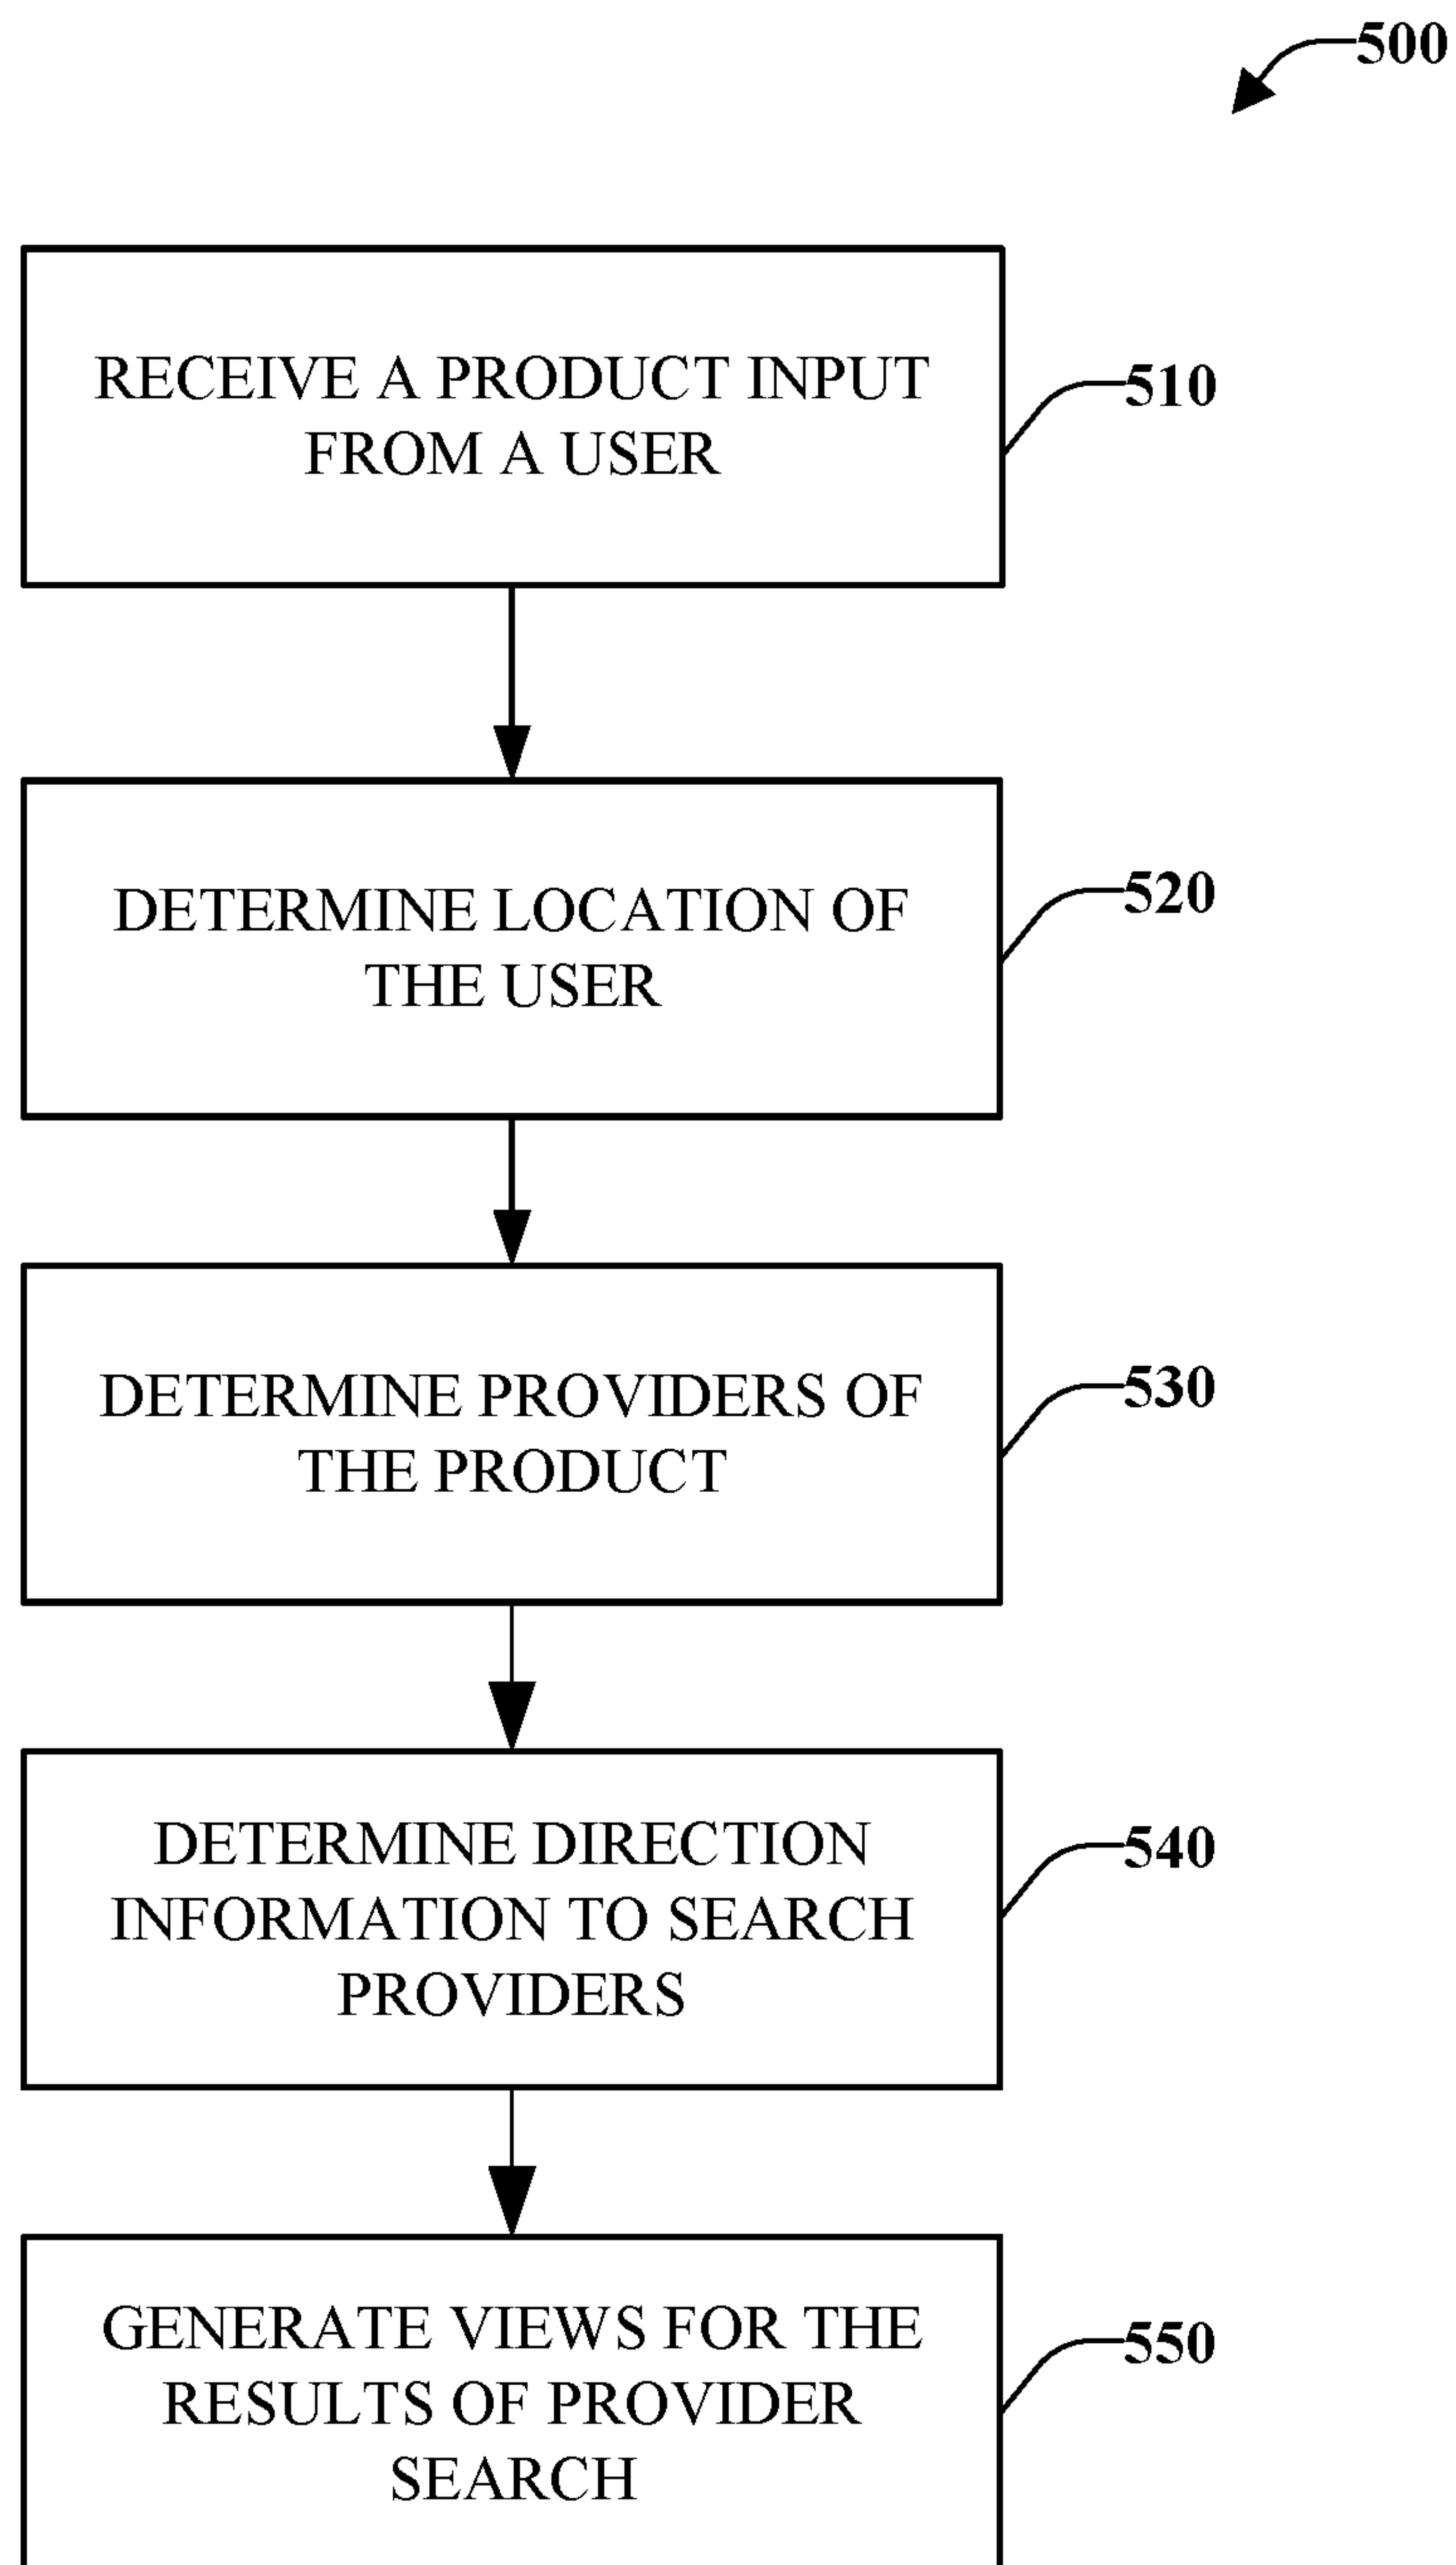 500
RECEIVE A PRODUCT INPUT
FROM A USER
510
DETERMINE LOCATION OF
THE USER
520
DETERMINE PROVIDERS OF
THE PRODUCT
530
DETERMINE DIRECTION
INFORMATION TO SEARCH
PROVIDERS
540
GENERATE VIEWS FOR THE
RESULTS OF PROVIDER
SEARCH
550